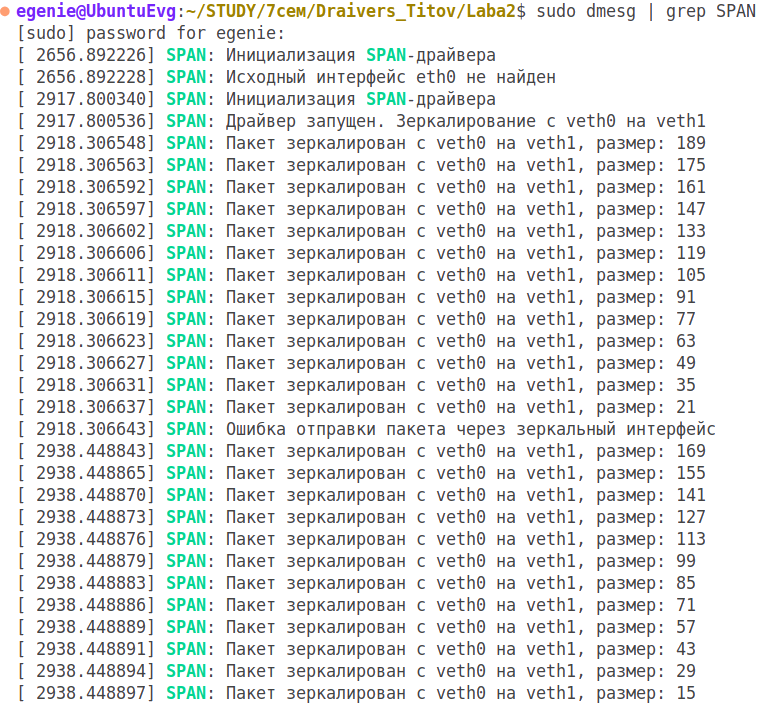 egenie@UbuntuEvg:~/STUDY/7сем/Draivers_Titov/Laba2$ sudo dmesg | grep SPAN
[sudo] password for egenie:
[ 2656.892226] SPAN: Инициализация SPAN-драйвера
[ 2656.892228] SPAN: Исходный интерфейс eth0 не найден
[ 2917.800340] SPAN: Инициализация SPAN-драйвера
[ 2917.800536] SPAN: Драйвер запущен. Зеркалирование с veth0 на veth1
[ 2918.306548] SPAN: Пакет зеркалирован с veth0 на veth1, размер: 189
[ 2918.306563] SPAN: Пакет зеркалирован с veth0 на veth1, размер: 175
[ 2918.306592] SPAN: Пакет зеркалирован с veth0 на veth1, размер: 161
[ 2918.306597] SPAN: Пакет зеркалирован с veth0 на veth1, размер: 147
[ 2918.306602] SPAN: Пакет зеркалирован с veth0 на veth1, размер: 133
[ 2918.306606] SPAN: Пакет зеркалирован с veth0 на veth1, размер: 119
[ 2918.306611] SPAN: Пакет зеркалирован с veth0 на veth1, размер: 105
[ 2918.306615] SPAN: Пакет зеркалирован с veth0 на veth1, размер: 91
[ 2918.306619] SPAN: Пакет зеркалирован с veth0 на veth1, размер: 77
[ 2918.306623] SPAN: Пакет зеркалирован с veth0 на veth1, размер: 63
[ 2918.306627] SPAN: Пакет зеркалирован с veth0 на veth1, размер: 49
[ 2918.306631] SPAN: Пакет зеркалирован с veth0 на veth1, размер: 35
[ 2918.306637] SPAN: Пакет зеркалирован с veth0 на veth1, размер: 21
[ 2918.306643] SPAN: Ошибка отправки пакета через зеркальный интерфейс
[ 2938.448843] SPAN: Пакет зеркалирован с veth0 на veth1, размер: 169
[ 2938.448865] SPAN: Пакет зеркалирован с veth0 на veth1, размер: 155
[ 2938.448870] SPAN: Пакет зеркалирован с veth0 на veth1, размер: 141
[ 2938.448873] SPAN: Пакет зеркалирован с veth0 на veth1, размер: 127
[ 2938.448876] SPAN: Пакет зеркалирован с veth0 на veth1, размер: 113
[ 2938.448879] SPAN: Пакет зеркалирован с veth0 на veth1, размер: 99
[ 2938.448883] SPAN: Пакет зеркалирован с veth0 на veth1, размер: 85
[ 2938.448886] SPAN: Пакет зеркалирован с veth0 на veth1, размер: 71
[ 2938.448889] SPAN: Пакет зеркалирован с veth0 на veth1, размер: 57
[ 2938.448891] SPAN: Пакет зеркалирован с veth0 на veth1, размер: 43
[ 2938.448894] SPAN: Пакет зеркалирован с veth0 на veth1, размер: 29
[ 2938.448897] SPAN: Пакет зеркалирован с veth0 на veth1, размер: 15